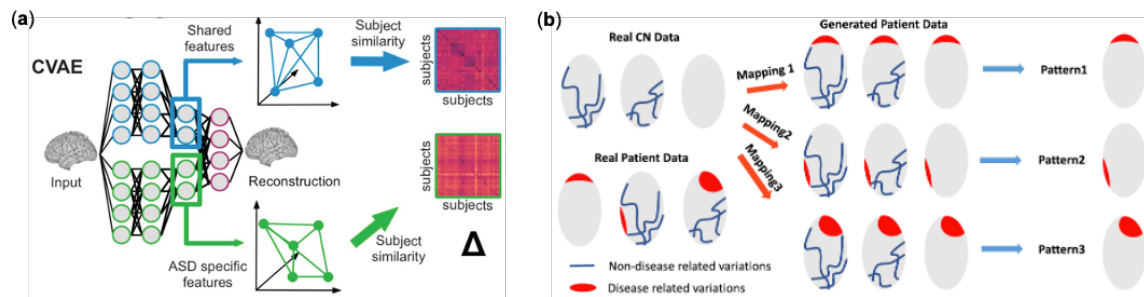 (a)
CVAE
Shared
features
Subject
similarity
subjects
subjects
Input
Reconstruction
subjects
subjects
ASD specific
features
Subject
similarity
Δ
(b)
Generated Patient Data
Real CN Data
Mapping 1
Mapping2
Mapping3
Pattern1
Real Patient Data
Pattern2
Non-disease related variations
Disease related variations
Pattern3